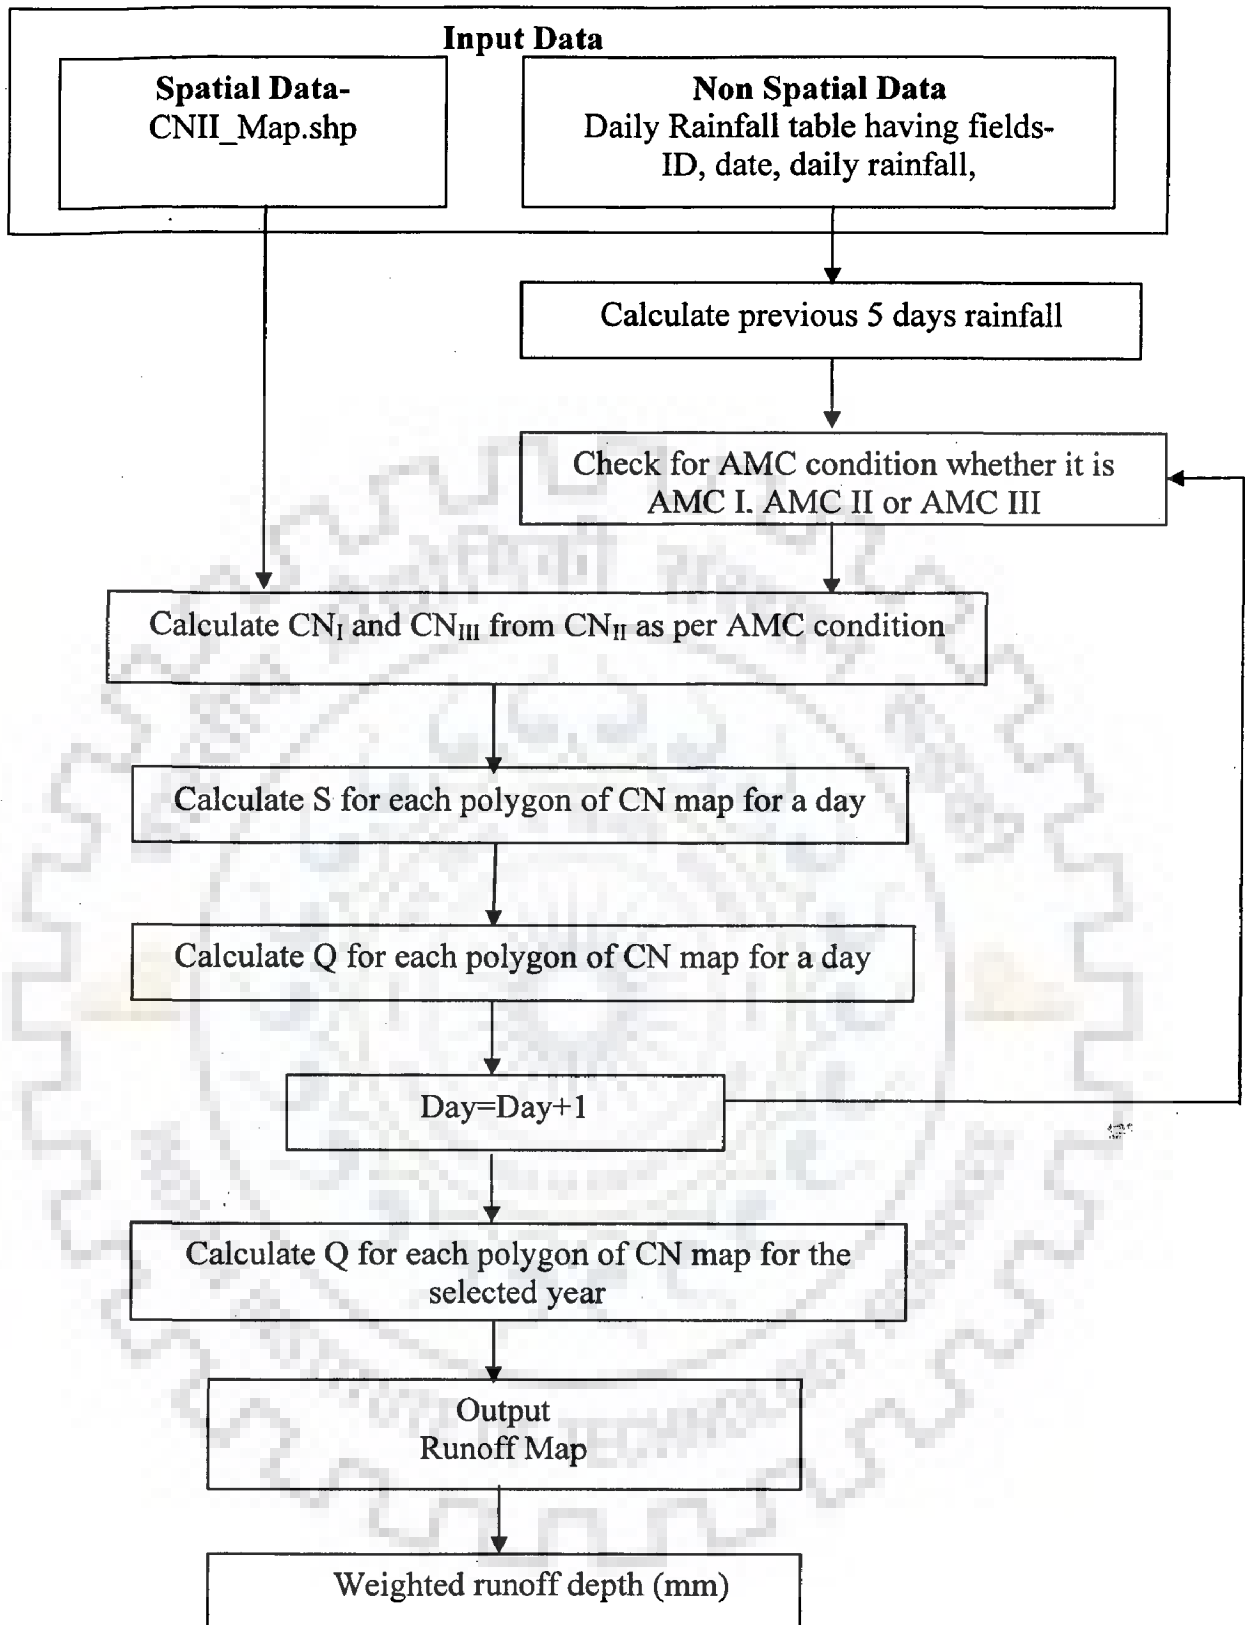 Input Data
Spatial Data-
CNII_Map.shp
Non Spatial Data
Daily Rainfall table having fields-
ID, date, daily rainfall,
Calculate previous 5 days rainfall
Check for AMC condition whether it is
AMC I. AMC II or AMC III
Calculate CNI and CNIII from CNII as per AMC condition
Calculate S for each polygon of CN map for a day
Calculate Q for each polygon of CN map for a day
Day=Day+1
Calculate Q for each polygon of CN map for the
selected year
Output
Runoff Map
Weighted runoff depth (mm)